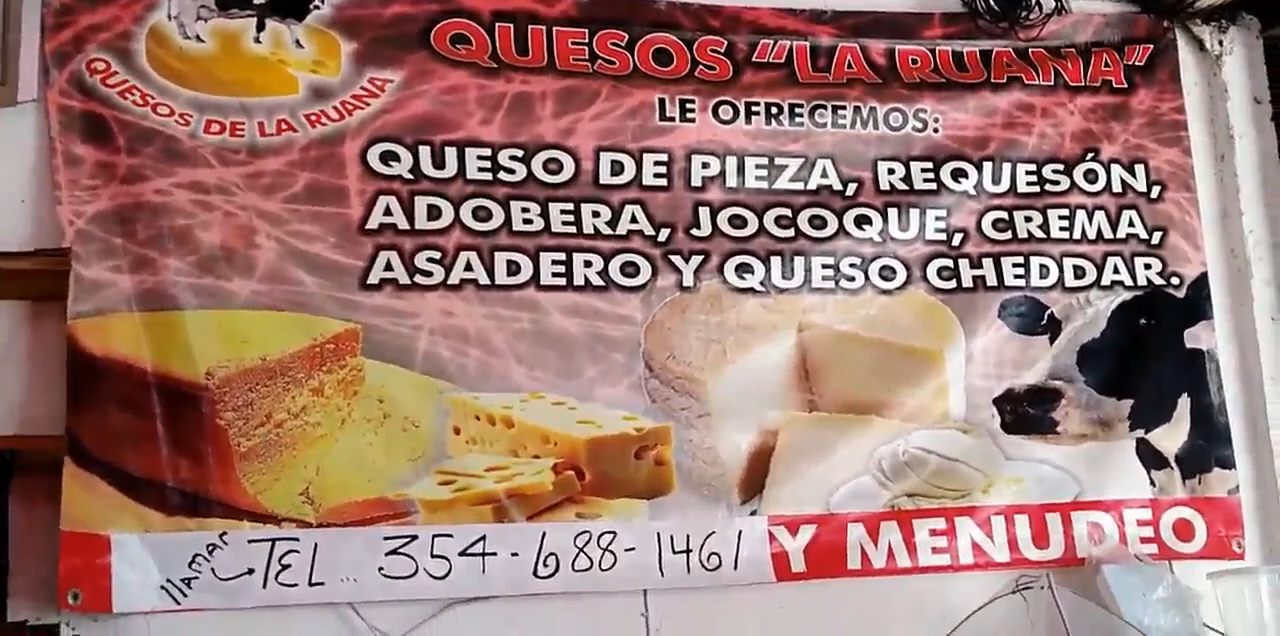 QUESOS DE LA RUANA
QUESOS "LA RUANA"
LE OFRECEMOS:
QUESO DE PIEZA, REQUESÓN,
ADOBERA, JOCOQUE, CREMA,
ASADERO Y QUESO CHEDDAR.
llamar TEL... 354-688-1461 Y MENUDEO